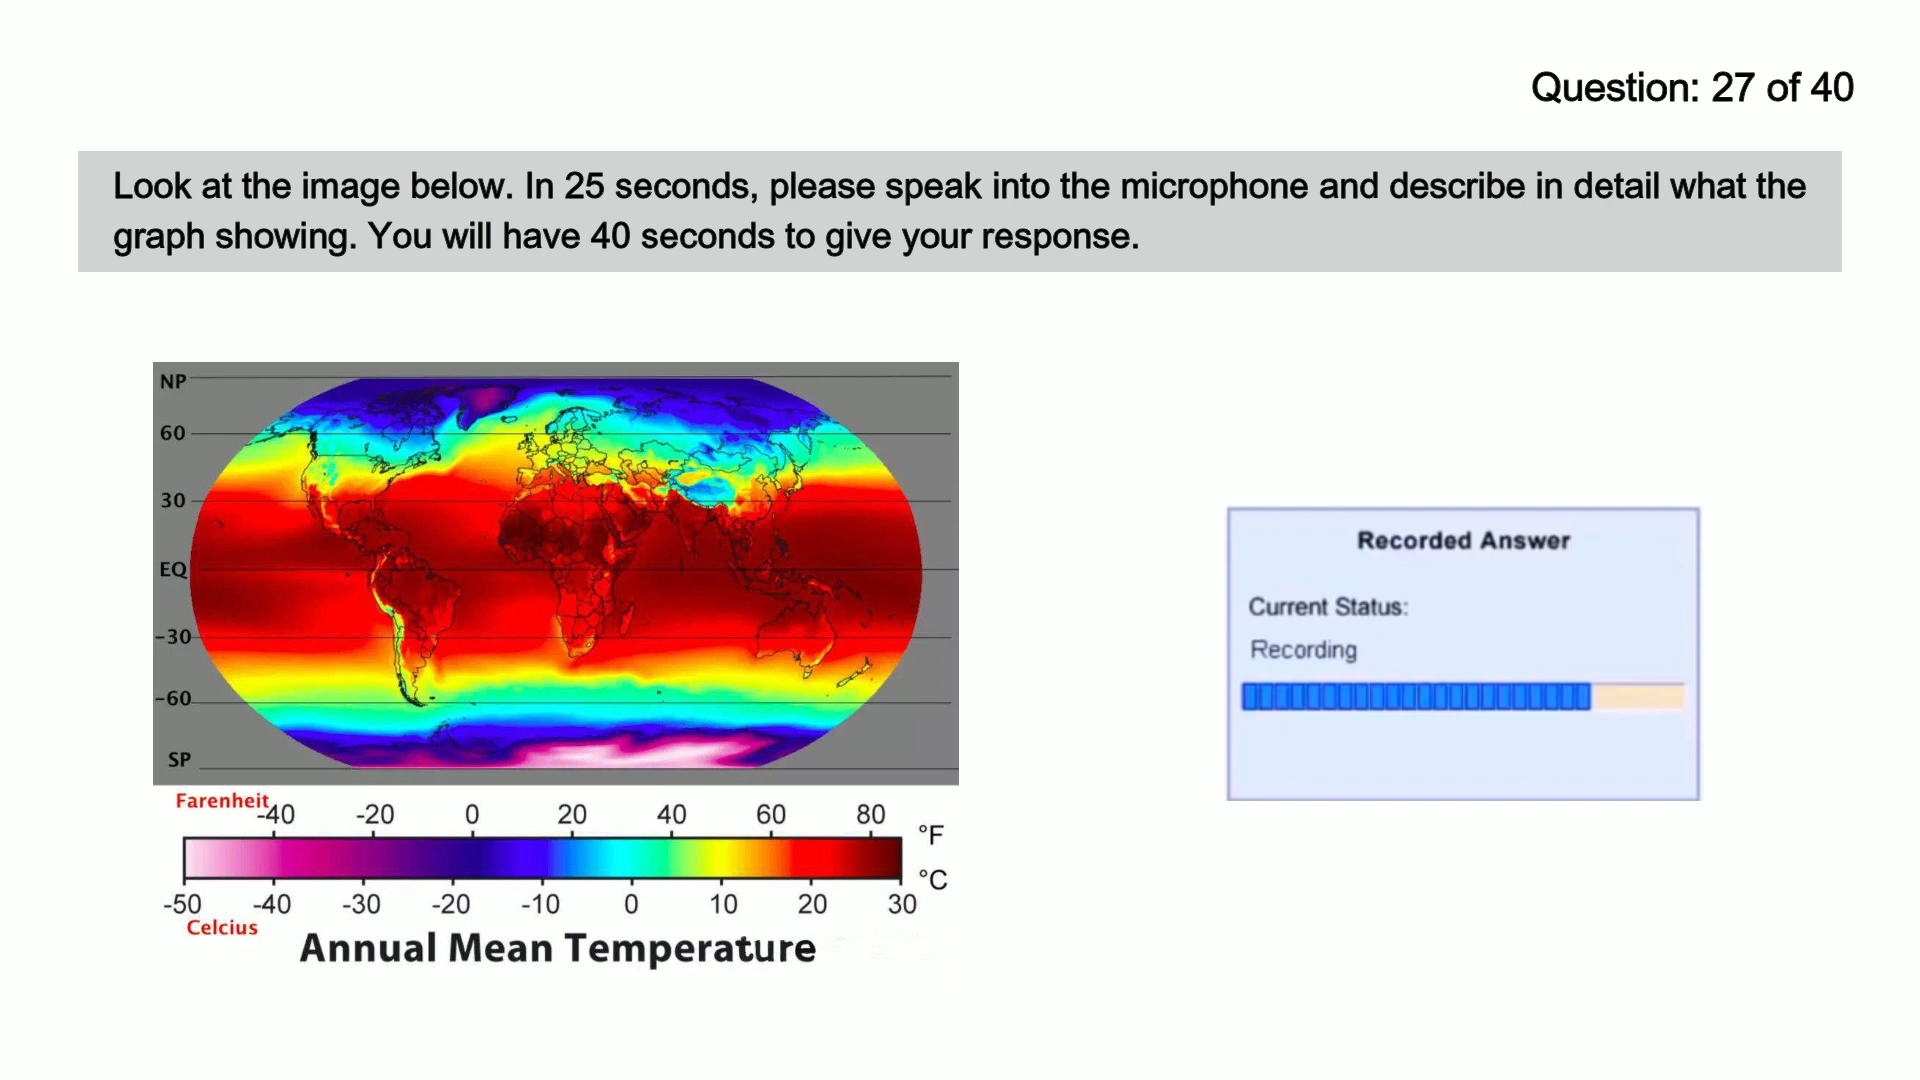 Question: 27 of 40
Look at the image below. In 25 seconds, please speak into the microphone and describe in detail what the
graph showing. You will have 40 seconds to give your response.
NP
60
30
EQ
-30
-60
SP
Farenheit
-40 -20 0 20 40 60 80
°F
°C
-50 -40 -30 -20 -10 0 10 20 30
Celcius
Annual Mean Temperature
Recorded Answer
Current Status:
Recording